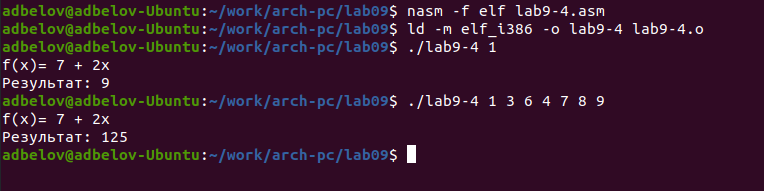 adbelov@adbelov-Ubuntu:~/work/arch-pc/lab09$ nasm -f elf lab9-4.asm
adbelov@adbelov-Ubuntu:~/work/arch-pc/lab09$ ld -m elf_i386 -o lab9-4 lab9-4.o
adbelov@adbelov-Ubuntu:~/work/arch-pc/lab09$ ./lab9-4 1
f(x)= 7 + 2x
Результат: 9
adbelov@adbelov-Ubuntu:~/work/arch-pc/lab09$ ./lab9-4 1 3 6 4 7 8 9
f(x)= 7 + 2x
Результат: 125
adbelov@adbelov-Ubuntu:~/work/arch-pc/lab09$